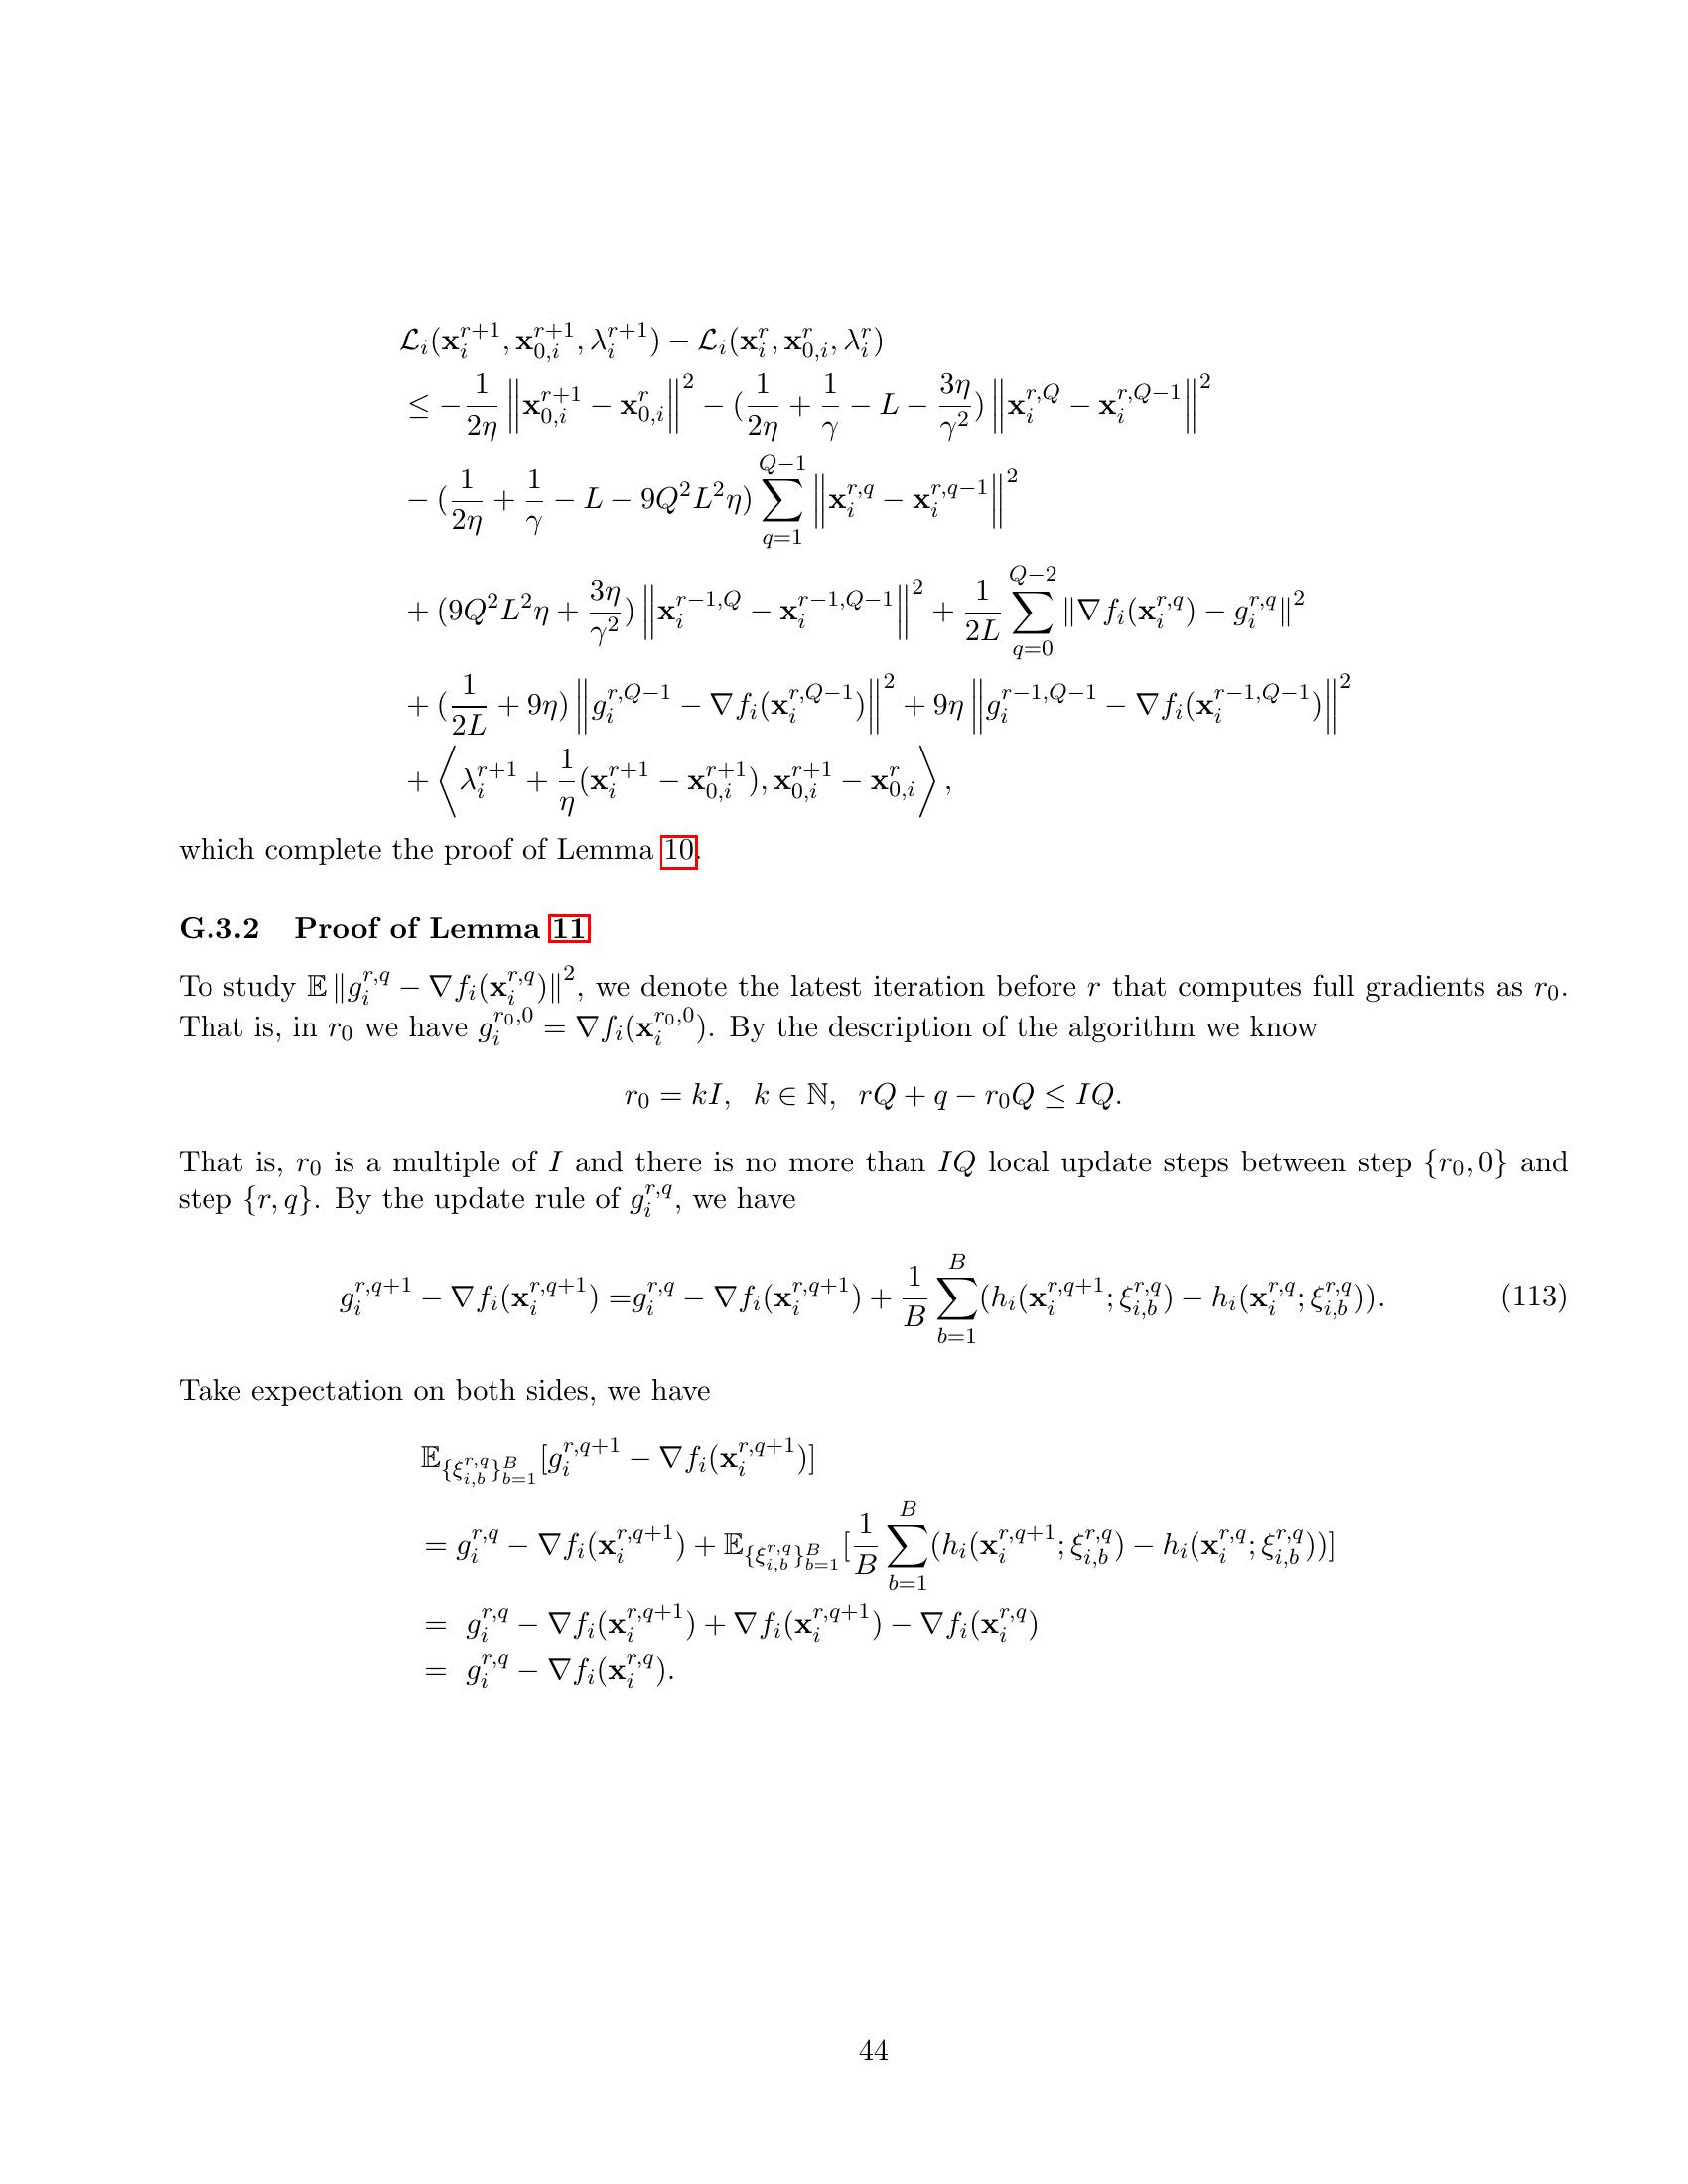 $\mathcal{L}_i(\mathbf{x}_i^{r+1}, \mathbf{x}_{0,i}^{r+1}, \lambda_i^{r+1}) - \mathcal{L}_i(\mathbf{x}_i^r, \mathbf{x}_{0,i}^r, \lambda_i^r)$
$\leq -\frac{1}{2\eta} \left\| \mathbf{x}_{0,i}^{r+1} - \mathbf{x}_{0,i}^r \right\|^2 - (\frac{1}{2\eta} + \frac{1}{\gamma} - L - \frac{3\eta}{\gamma^2}) \left\| \mathbf{x}_i^{r,Q} - \mathbf{x}_i^{r,Q-1} \right\|^2$
$- (\frac{1}{2\eta} + \frac{1}{\gamma} - L - 9Q^2L^2\eta) \sum_{q=1}^{Q-1} \left\| \mathbf{x}_i^{r,q} - \mathbf{x}_i^{r,q-1} \right\|^2$
$+ (9Q^2L^2\eta + \frac{3\eta}{\gamma^2}) \left\| \mathbf{x}_i^{r-1,Q} - \mathbf{x}_i^{r-1,Q-1} \right\|^2 + \frac{1}{2L} \sum_{q=0}^{Q-2} \| \nabla f_i(\mathbf{x}_i^{r,q}) - g_i^{r,q} \|^2$
$+ (\frac{1}{2L} + 9\eta) \left\| g_i^{r,Q-1} - \nabla f_i(\mathbf{x}_i^{r,Q-1}) \right\|^2 + 9\eta \left\| g_i^{r-1,Q-1} - \nabla f_i(\mathbf{x}_i^{r-1,Q-1}) \right\|^2$
$+ \left\langle \lambda_i^{r+1} + \frac{1}{\eta}(\mathbf{x}_i^{r+1} - \mathbf{x}_{0,i}^{r+1}), \mathbf{x}_{0,i}^{r+1} - \mathbf{x}_{0,i}^r \right\rangle,$
which complete the proof of Lemma 10.
G.3.2 Proof of Lemma 11
To study $\mathbb{E} \| g_i^{r,q} - \nabla f_i(\mathbf{x}_i^{r,q}) \|^2$, we denote the latest iteration before $r$ that computes full gradients as $r_0$.
That is, in $r_0$ we have $g_i^{r_0,0} = \nabla f_i(\mathbf{x}_i^{r_0,0})$. By the description of the algorithm we know
$r_0 = kI, \ k \in \mathbb{N}, \ rQ + q - r_0Q \leq IQ.$
That is, $r_0$ is a multiple of $I$ and there is no more than $IQ$ local update steps between step $\{r_0, 0\}$ and
step $\{r, q\}$. By the update rule of $g_i^{r,q}$, we have
$g_i^{r,q+1} - \nabla f_i(\mathbf{x}_i^{r,q+1}) = g_i^{r,q} - \nabla f_i(\mathbf{x}_i^{r,q+1}) + \frac{1}{B} \sum_{b=1}^{B} (h_i(\mathbf{x}_i^{r,q+1}; \xi_{i,b}^{r,q}) - h_i(\mathbf{x}_i^{r,q}; \xi_{i,b}^{r,q})).$ (113)
Take expectation on both sides, we have
$\mathbb{E}_{\{\xi_{i,b}^{r,q}\}_{b=1}^B} [g_i^{r,q+1} - \nabla f_i(\mathbf{x}_i^{r,q+1})]$
$= g_i^{r,q} - \nabla f_i(\mathbf{x}_i^{r,q+1}) + \mathbb{E}_{\{\xi_{i,b}^{r,q}\}_{b=1}^B} [\frac{1}{B} \sum_{b=1}^{B} (h_i(\mathbf{x}_i^{r,q+1}; \xi_{i,b}^{r,q}) - h_i(\mathbf{x}_i^{r,q}; \xi_{i,b}^{r,q}))]$
$= g_i^{r,q} - \nabla f_i(\mathbf{x}_i^{r,q+1}) + \nabla f_i(\mathbf{x}_i^{r,q+1}) - \nabla f_i(\mathbf{x}_i^{r,q})$
$= g_i^{r,q} - \nabla f_i(\mathbf{x}_i^{r,q}).$
44